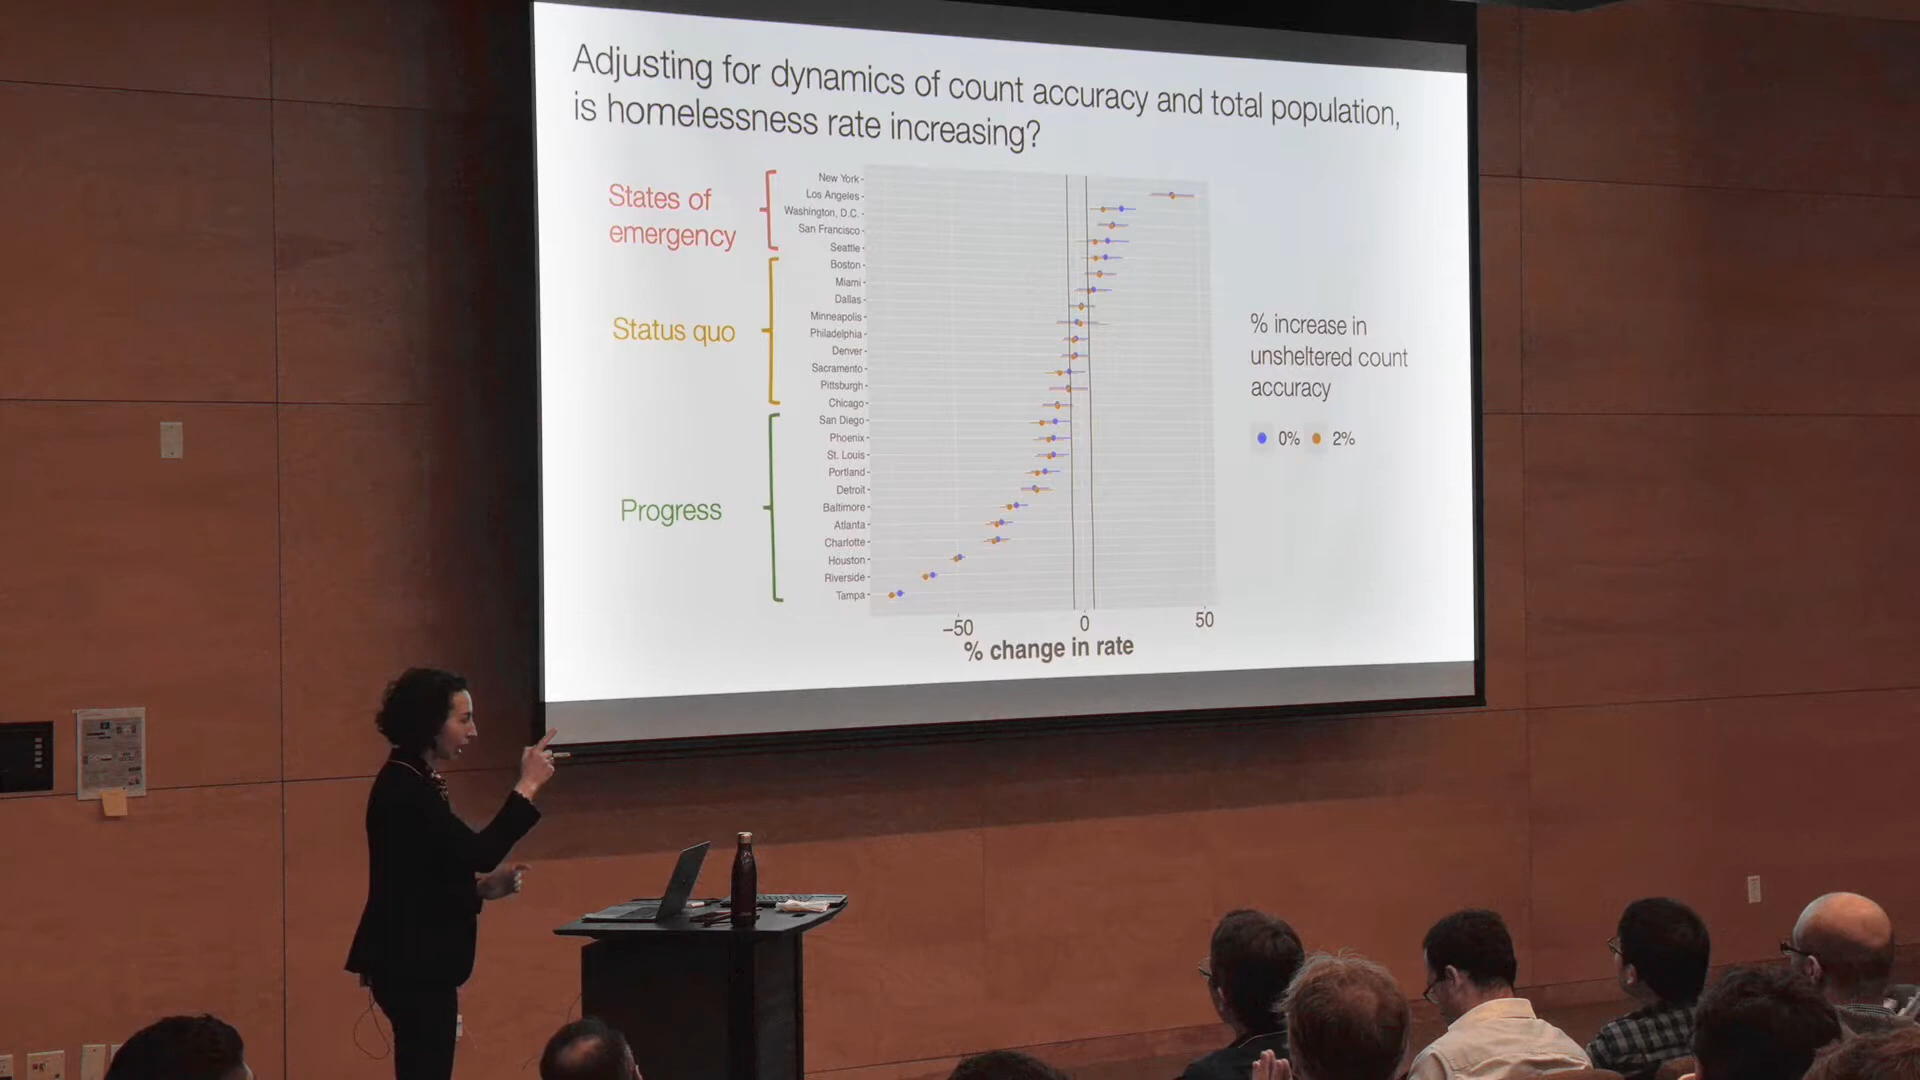 Adjusting for dynamics of count accuracy and total population,
is homelessness rate increasing?
States of
emergency
Status quo
Progress
New York
Los Angeles
Washington, D.C.
San Francisco
Seattle
Boston
Miami
Dallas
Minneapolis
Philadelphia
Denver
Sacramento
Pittsburgh
Chicago
San Diego
Phoenix
St. Louis
Portland
Detroit
Baltimore
Atlanta
Charlotte
Houston
Riverside
Tampa
−50 0 50
% change in rate
% increase in
unsheltered count
accuracy
0% 2%